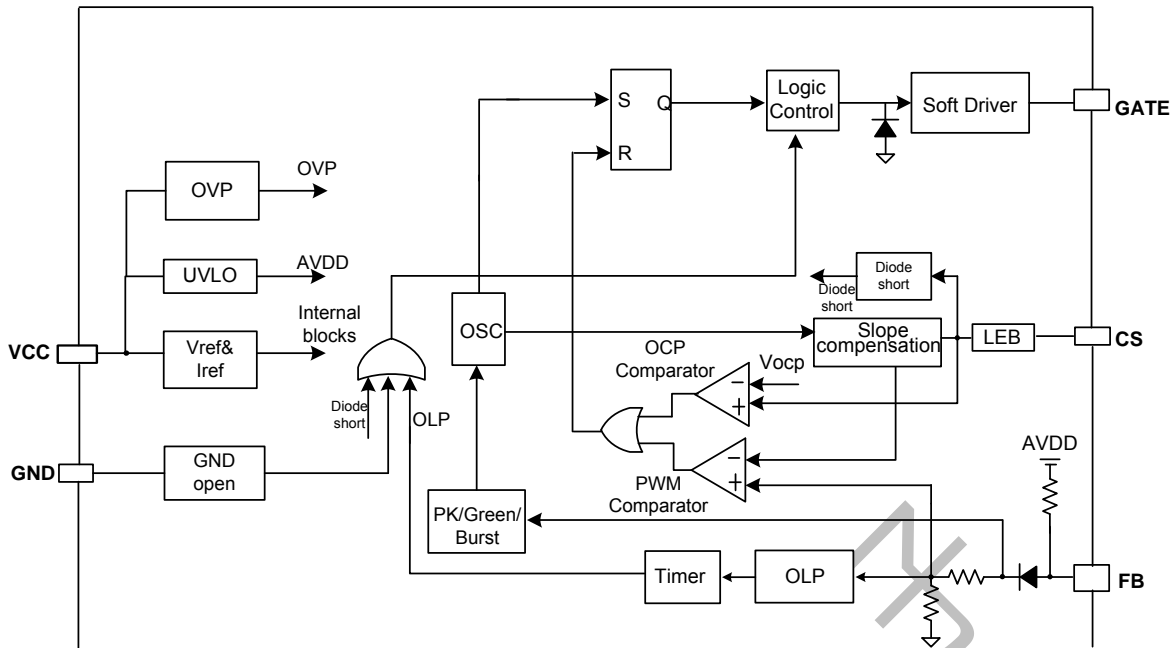 S
Q
R
Logic
Control
Soft Driver
GATE
OVP
OVP
UVLO
AVDD
Vref&
Iref
Internal
blocks
VCC
GND
GND
open
Diode
short
OLP
OSC
Diode
short
Diode
short
Slope
compensation
LEB
CS
OCP
Comparator
Vocp
−
+
−
+
PWM
Comparator
PK/Green/
Burst
Timer
OLP
AVDD
FB